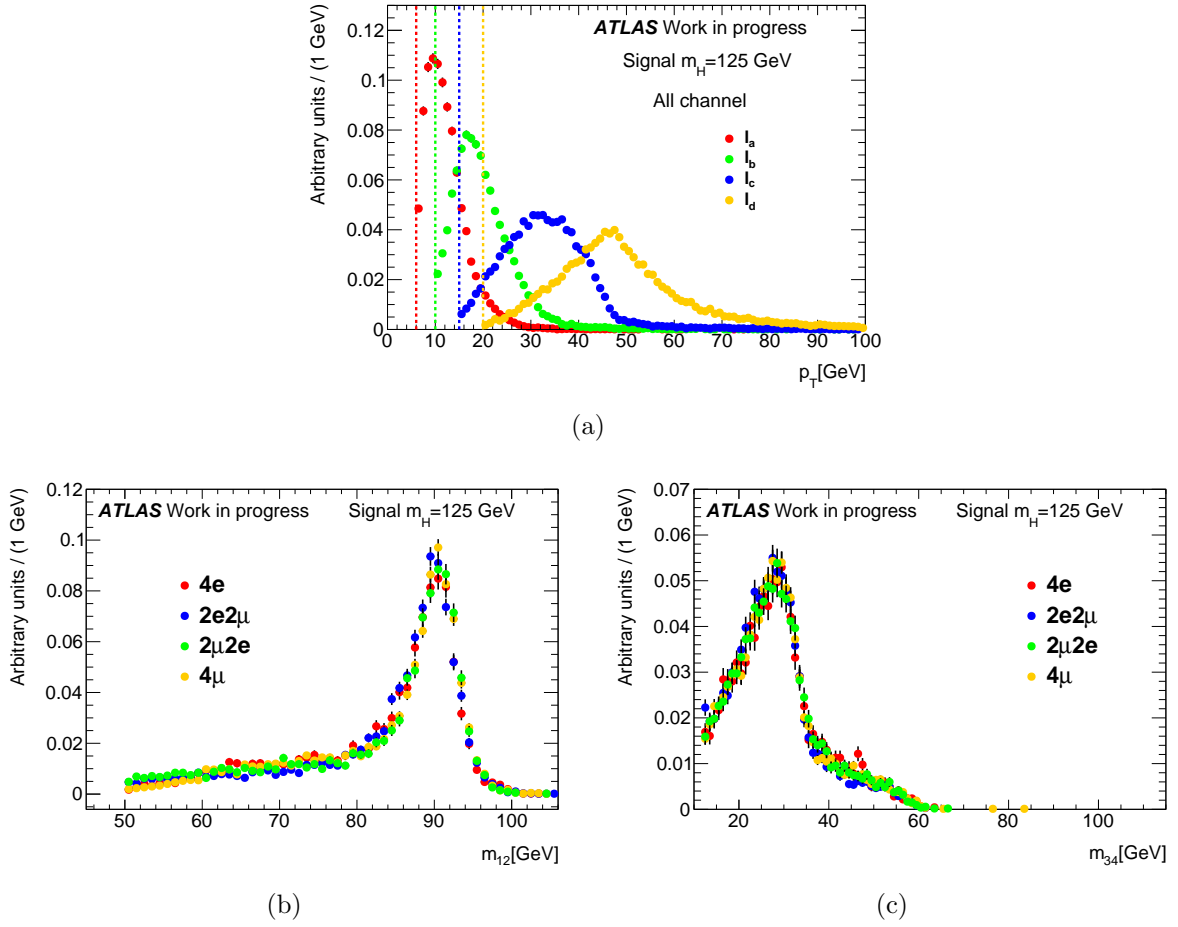 ATLAS Work in progress
Signal m_H=125 GeV
All channel
l_a
l_b
l_c
l_d
Arbitrary units / (1 GeV)
0.12
0.1
0.08
0.06
0.04
0.02
0
0 10 20 30 40 50 60 70 80 90 100
p_T[GeV]
(a)
ATLAS Work in progress Signal m_H=125 GeV
4e
2e2μ
2μ2e
4μ
Arbitrary units / (1 GeV)
0.12
0.1
0.08
0.06
0.04
0.02
0
50 60 70 80 90 100
m_12[GeV]
(b)
ATLAS Work in progress Signal m_H=125 GeV
4e
2e2μ
2μ2e
4μ
Arbitrary units / (1 GeV)
0.07
0.06
0.05
0.04
0.03
0.02
0.01
0
20 40 60 80 100
m_34[GeV]
(c)